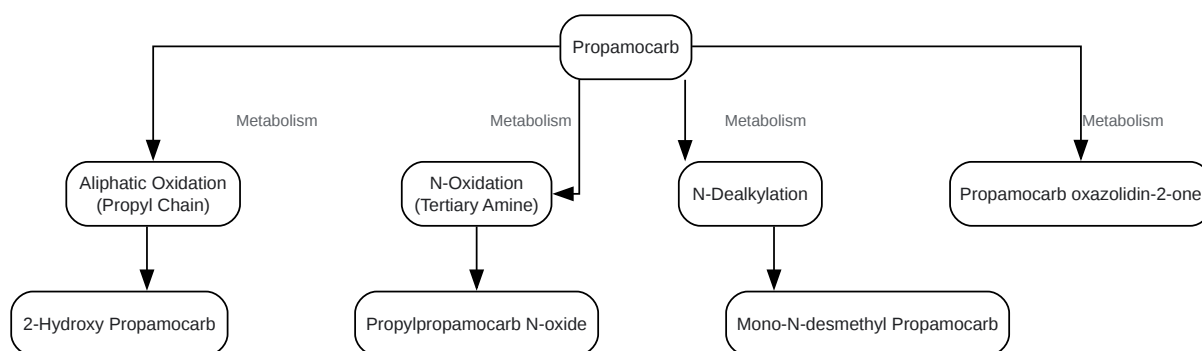 Propamocarb
Metabolism
Metabolism
Metabolism
Metabolism
Aliphatic Oxidation
(Propyl Chain)
N-Oxidation
(Tertiary Amine)
N-Dealkylation
Propamocarb oxazolidin-2-one
2-Hydroxy Propamocarb
Propylpropamocarb N-oxide
Mono-N-desmethyl Propamocarb